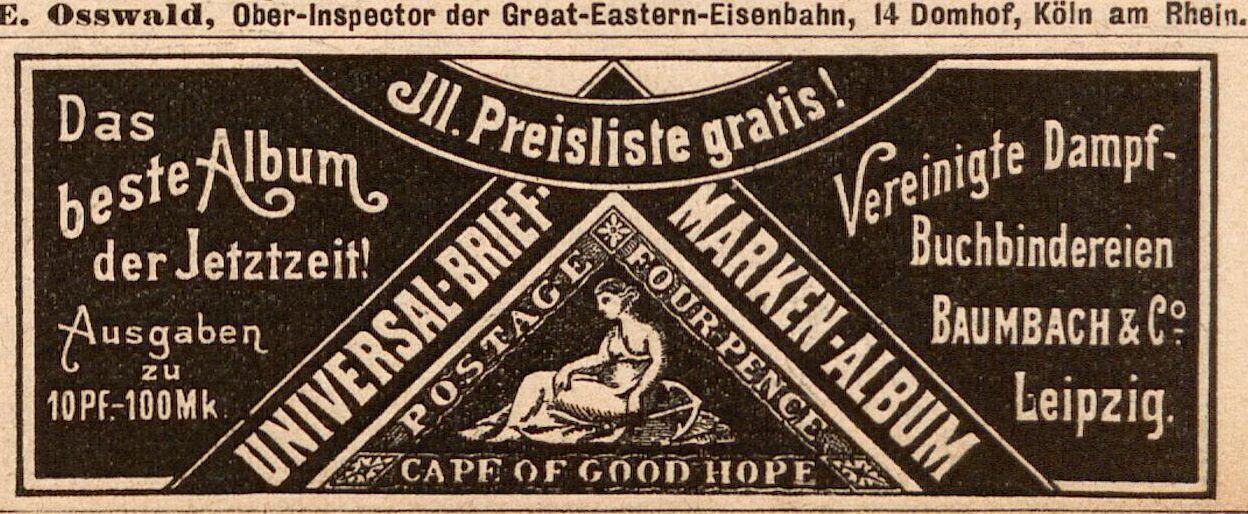 E. Osswald, Ober-Inspector der Great-Eastern-Eisenbahn, 14 Domhof, Köln am Rhein.
Jll. Preisliste gratis!
Das
beste Album
der Jetztzeit!
Ausgaben
zu
10PF.-100Mk.
UNIVERSAL-BRIEF-
MARKEN-ALBUM
POSTAGE
FOUR PENCE
CAPE OF GOOD HOPE
Vereinigte Dampf-
Buchbindereien
BAUMBACH & Co.
Leipzig.